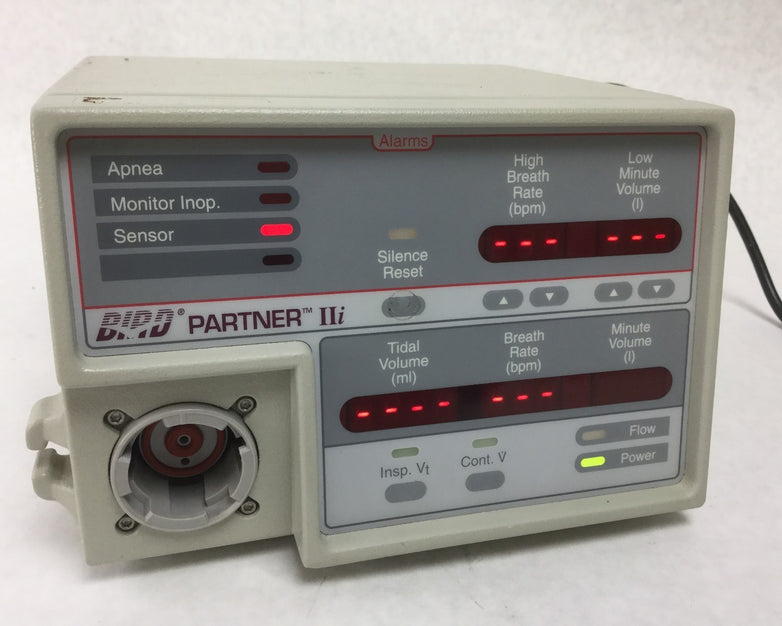 Alarms
Apnea
Monitor Inop.
Sensor
Silence
Reset
High
Breath
Rate
(bpm)
Low
Minute
Volume
(l)
--- ---
BIRD® PARTNER™ IIi
Tidal
Volume
(ml)
Breath
Rate
(bpm)
Minute
Volume
(l)
---- ---
Insp. Vt
Cont. V̇
Flow
Power